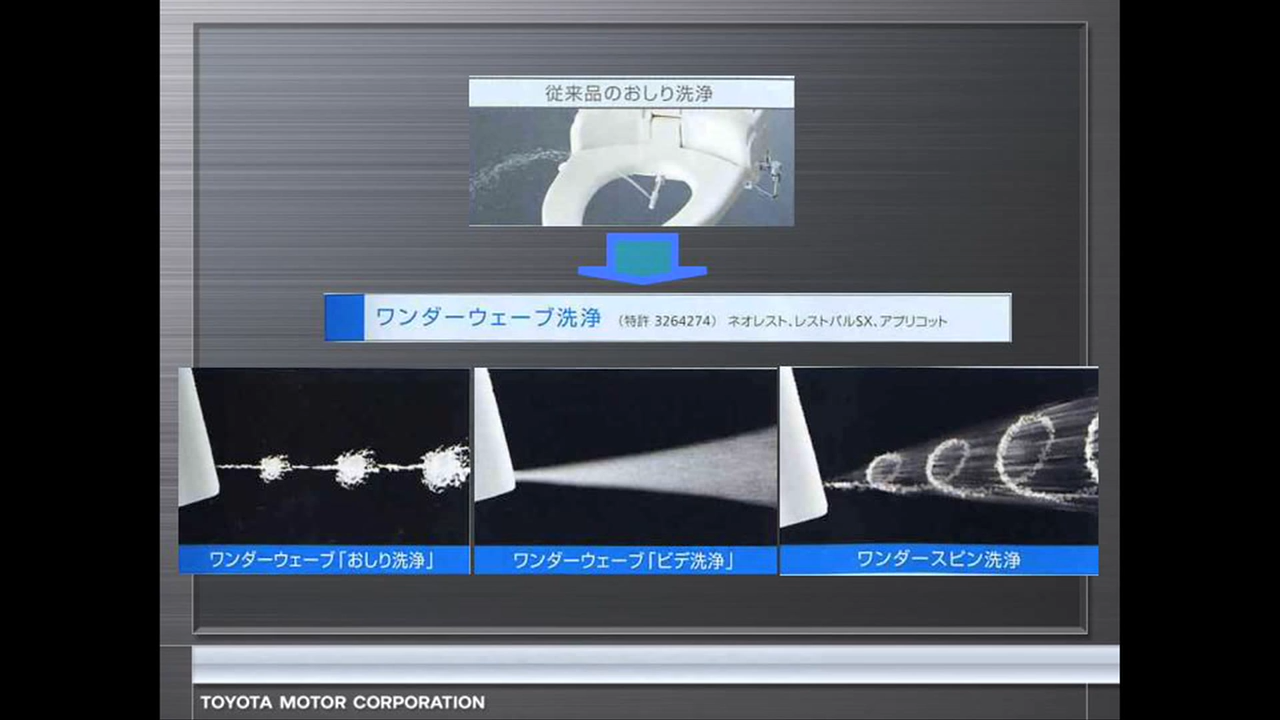 従来品のおしり洗浄
ワンダーウェーブ洗浄 （特許 3264274） ネオレスト、レストパルSX、アプリコット
ワンダーウェーブ「おしり洗浄」
ワンダーウェーブ「ビデ洗浄」
ワンダースピン洗浄
TOYOTA MOTOR CORPORATION